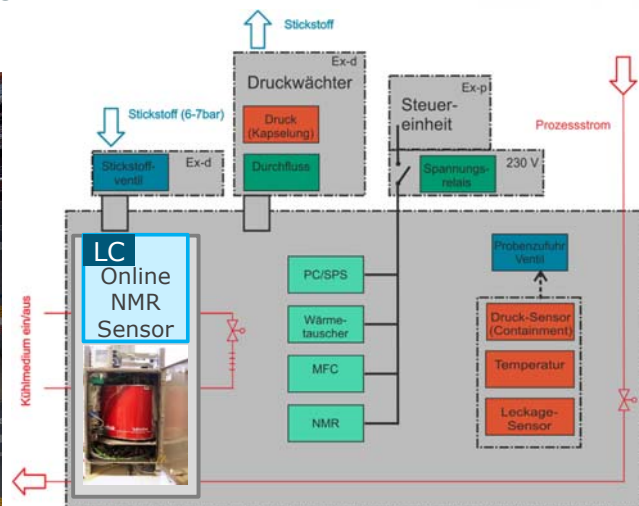 Stickstoff
Ex-d
Druckwächter
Druck
(Kapselung)
Durchfluss
Ex-p
Steuer-
einheit
Prozessstrom
Stickstoff (6-7bar)
Stickstoff-
ventil
Ex-d
Spannungs-
relais
230 V
LC
Online
NMR
Sensor
Kühlmedium ein/aus
PC/SPS
Wärme-
tauscher
MFC
NMR
Probenzufuhr
Ventil
Druck-Sensor
(Containment)
Temperatur
Leckage-
Sensor